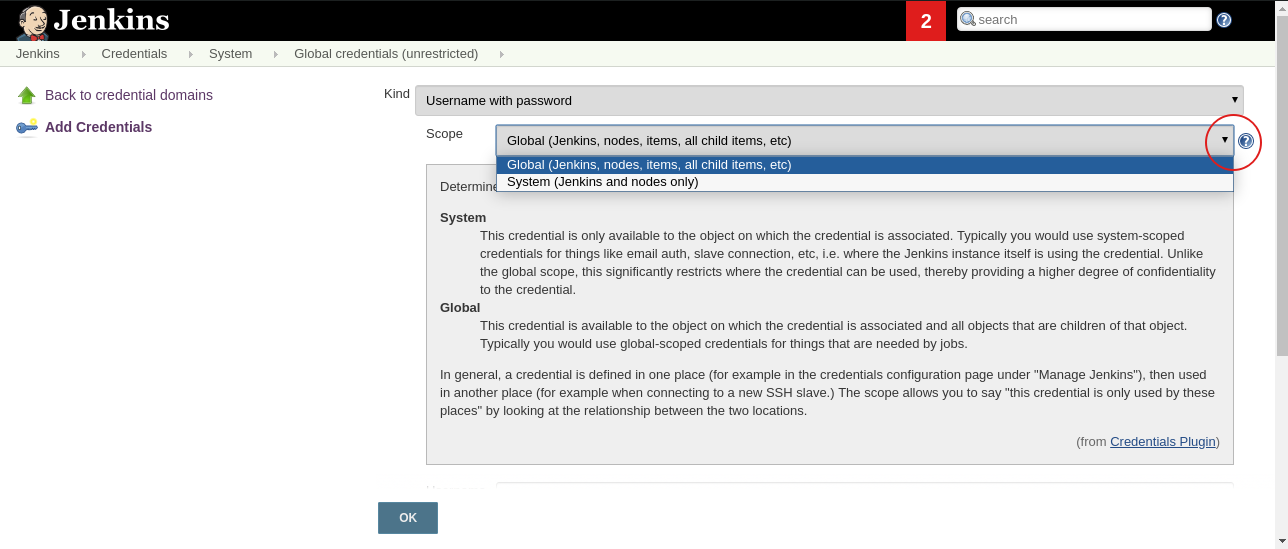 Jenkins
2
search
Jenkins Credentials System Global credentials (unrestricted)
Back to credential domains
Add Credentials
Kind
Username with password
Scope
Global (Jenkins, nodes, items, all child items, etc)
Global (Jenkins, nodes, items, all child items, etc)
System (Jenkins and nodes only)
System
This credential is only available to the object on which the credential is associated. Typically you would use system-scoped
credentials for things like email auth, slave connection, etc, i.e. where the Jenkins instance itself is using the credential. Unlike
the global scope, this significantly restricts where the credential can be used, thereby providing a higher degree of confidentiality
to the credential.
Global
This credential is available to the object on which the credential is associated and all objects that are children of that object.
Typically you would use global-scoped credentials for things that are needed by jobs.
In general, a credential is defined in one place (for example in the credentials configuration page under "Manage Jenkins"), then used
in another place (for example when connecting to a new SSH slave.) The scope allows you to say "this credential is only used by these
places" by looking at the relationship between the two locations.
(from Credentials Plugin)
OK